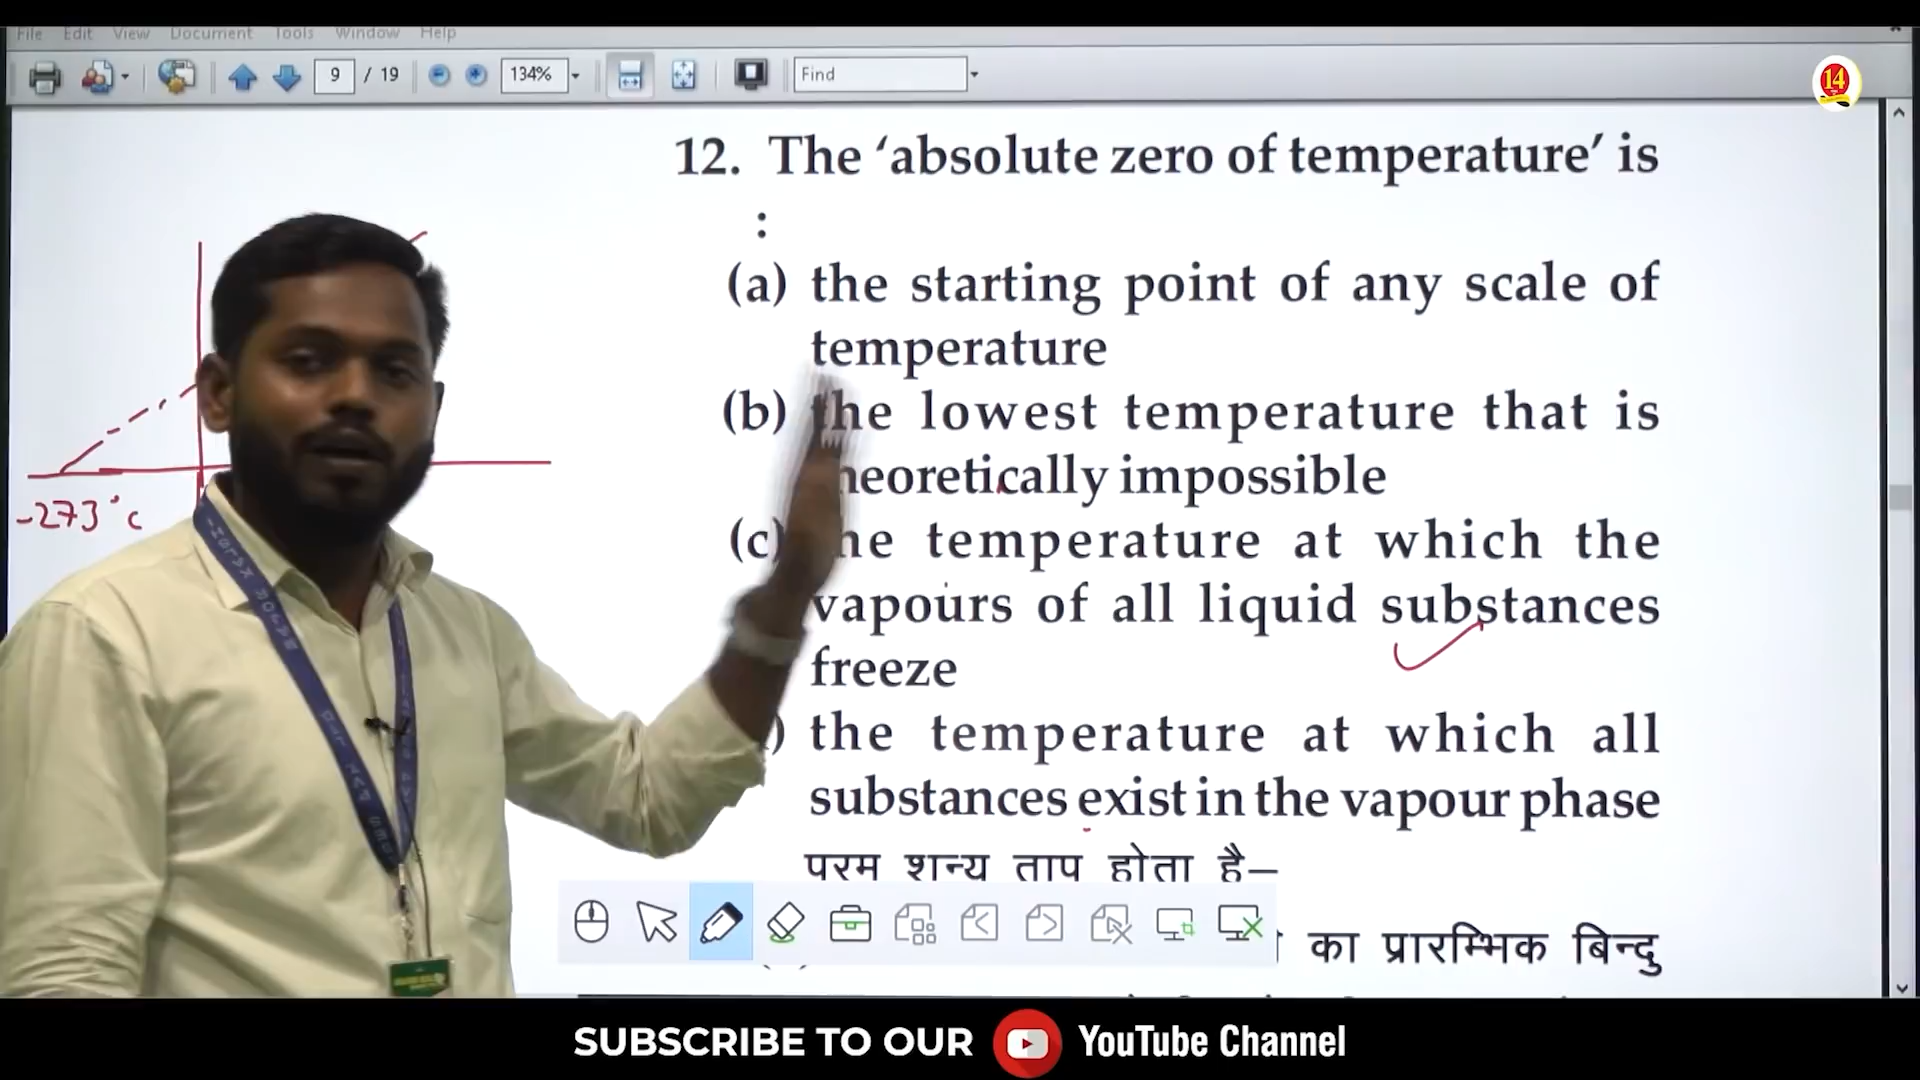 File Edit View Document Tools Window Help
9 / 19 134% Find
14
12. The ‘absolute zero of temperature’ is
:
(a) the starting point of any scale of
temperature
(b) the lowest temperature that is
theoretically impossible
(c) the temperature at which the
vapours of all liquid substances
freeze
) the temperature at which all
substances exist in the vapour phase
परम शून्य ताप होता है–
का प्रारम्भिक बिन्दु
-273°c
SUBSCRIBE TO OUR YouTube Channel